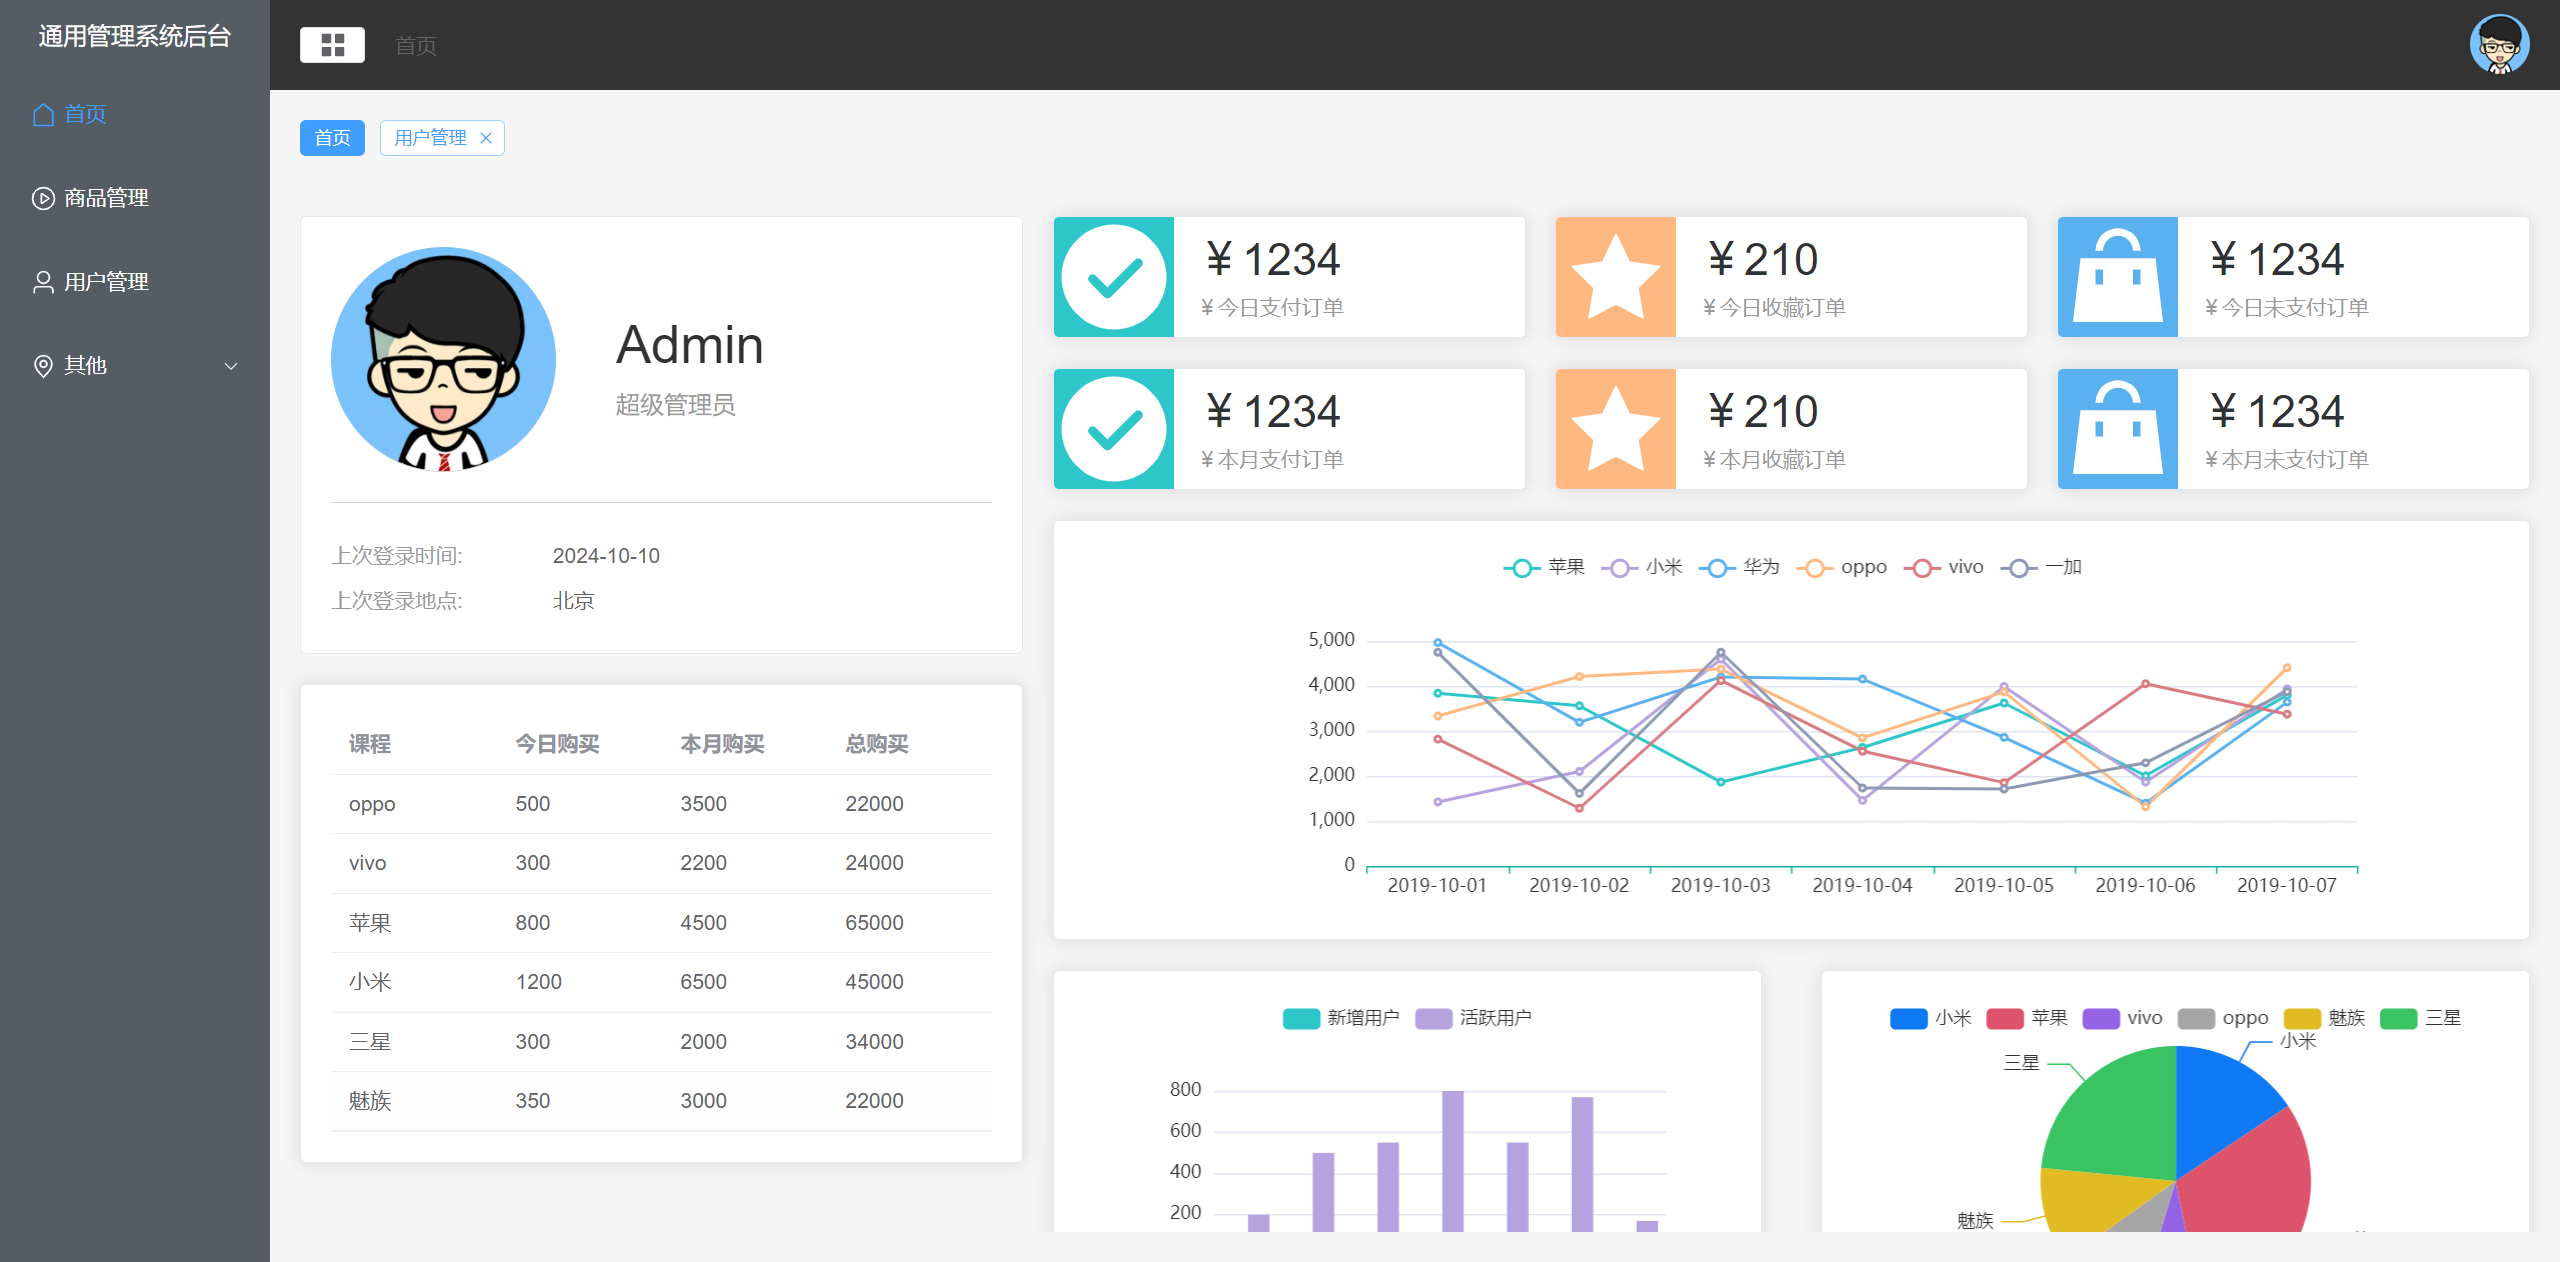 通用管理系统后台
首页
商品管理
用户管理
其他
首页
首页
用户管理
Admin
超级管理员
上次登录时间: 2024-10-10
上次登录地点: 北京
课程 今日购买 本月购买 总购买
oppo 500 3500 22000
vivo 300 2200 24000
苹果 800 4500 65000
小米 1200 6500 45000
三星 300 2000 34000
魅族 350 3000 22000
¥ 1234
¥ 今日支付订单
¥ 210
¥ 今日收藏订单
¥ 1234
¥ 今日未支付订单
¥ 1234
¥ 本月支付订单
¥ 210
¥ 本月收藏订单
¥ 1234
¥ 本月未支付订单
苹果 小米 华为 oppo vivo 一加
5,000
4,000
3,000
2,000
1,000
0
2019-10-01 2019-10-02 2019-10-03 2019-10-04 2019-10-05 2019-10-06 2019-10-07
新增用户 活跃用户
800
600
400
200
小米 苹果 vivo oppo 魅族 三星
小米
三星
魅族